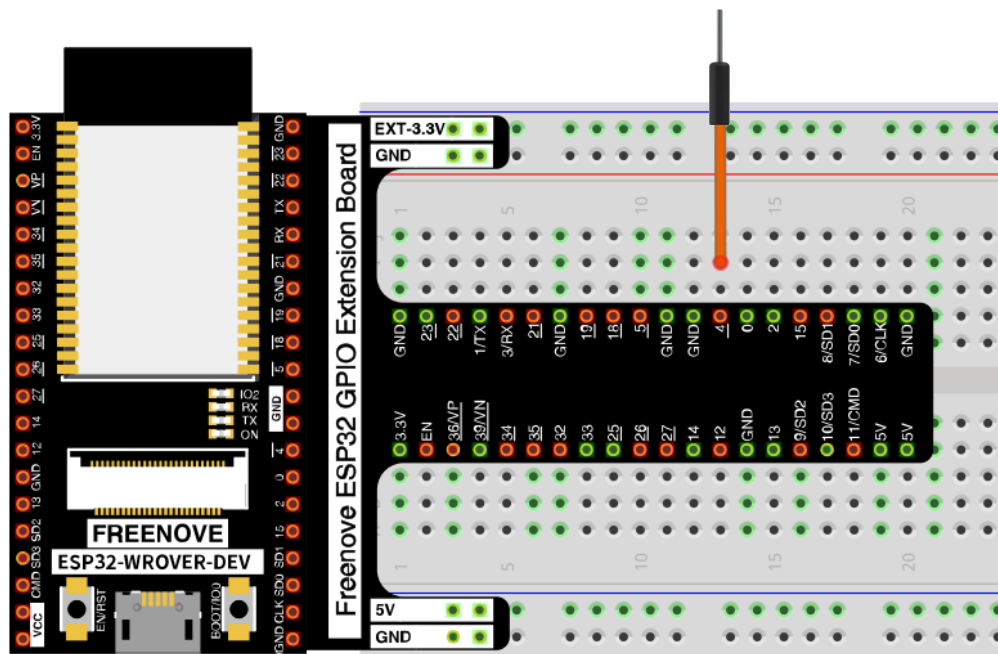 3.3V
EN
VP
VN
34
35
32
33
25
26
27
14
12
GND
13
SD2
SD3
CMD
VCC
GND
23
22
TX
RX
21
GND
19
18
5
GND
4
0
2
15
SD1
SD0
CLK
GND
IO2
RX
TX
ON
FREENOVE
ESP32-WROVER-DEV
EN/RST
BOOT/IO0
Freenove ESP32 GPIO Extension Board
EXT-3.3V
GND
1 5 10 15 20
GND 23 22 1/TX 3/RX 21 GND 19 18 5 GND GND 4 0 2 15 8/SD1 7/SD0 6/CLK GND
3.3V EN 36/VP 39/VN 34 35 32 33 25 26 27 14 12 GND 13 9/SD2 10/SD3 11/CMD 5V 5V
1 5 10 15 20
5V
GND